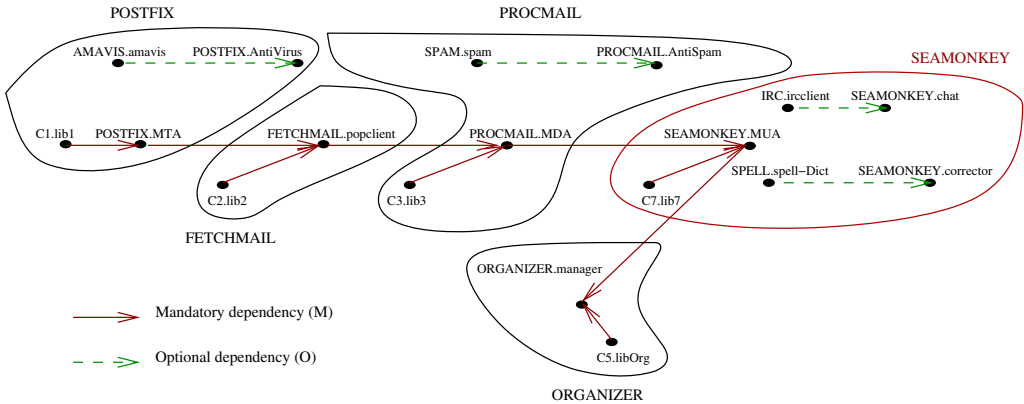 POSTFIX
PROCMAIL
AMAVIS.amavis
POSTFIX.AntiVirus
SPAM.spam
PROCMAIL.AntiSpam
SEAMONKEY
IRC.ircclient
SEAMONKEY.chat
C1.lib1
POSTFIX.MTA
FETCHMAIL.popclient
PROCMAIL.MDA
SEAMONKEY.MUA
SPELL.spell-Dict
SEAMONKEY.corrector
C2.lib2
C3.lib3
C7.lib7
FETCHMAIL
ORGANIZER.manager
Mandatory dependency (M)
Optional dependency (O)
C5.libOrg
ORGANIZER